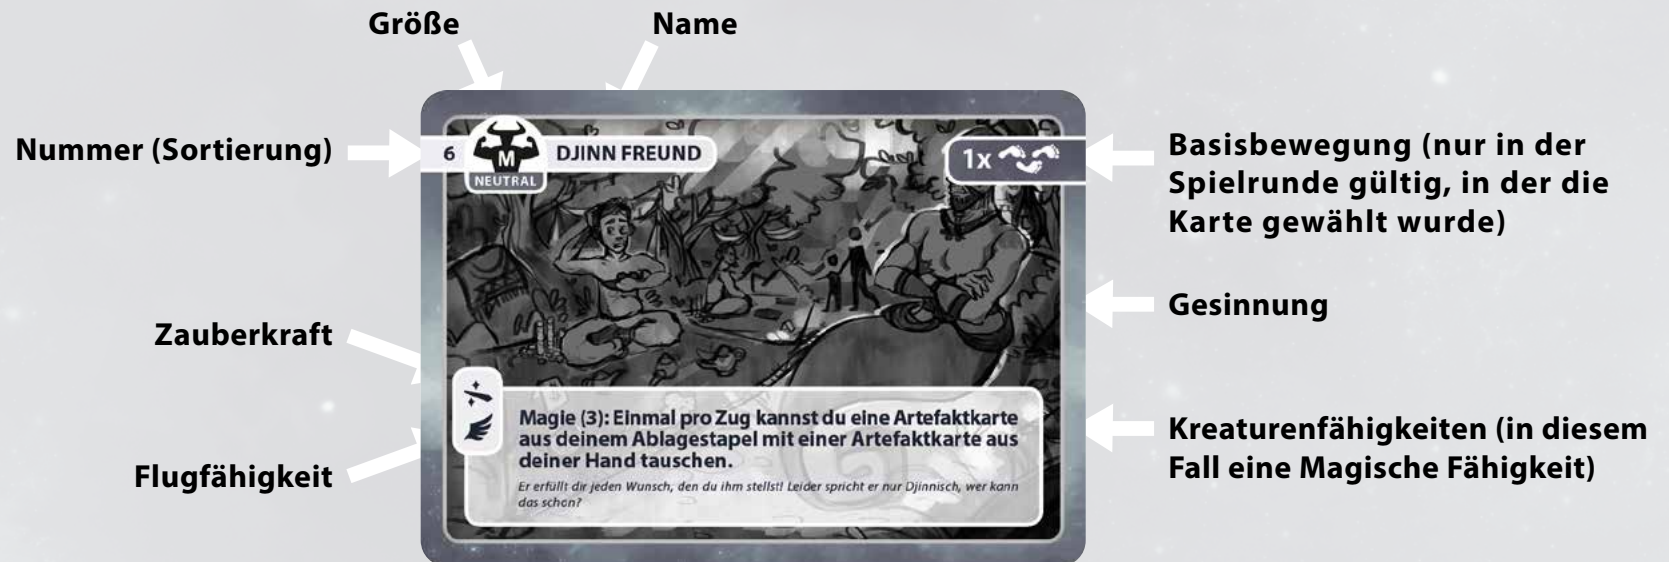 Größe
Name
Nummer (Sortierung)
6
M
NEUTRAL
DJINN FREUND
1x
Basisbewegung (nur in der
Spielrunde gültig, in der die
Karte gewählt wurde)
Gesinnung
Zauberkraft
Flugfähigkeit
Magie (3): Einmal pro Zug kannst du eine Artefaktkarte
aus deinem Ablagestapel mit einer Artefaktkarte aus
deiner Hand tauschen.
Er erfüllt dir jeden Wunsch, den du ihm stellst! Leider spricht er nur Djinnisch, wer kann
das schon?
Kreaturenfähigkeiten (in diesem
Fall eine Magische Fähigkeit)